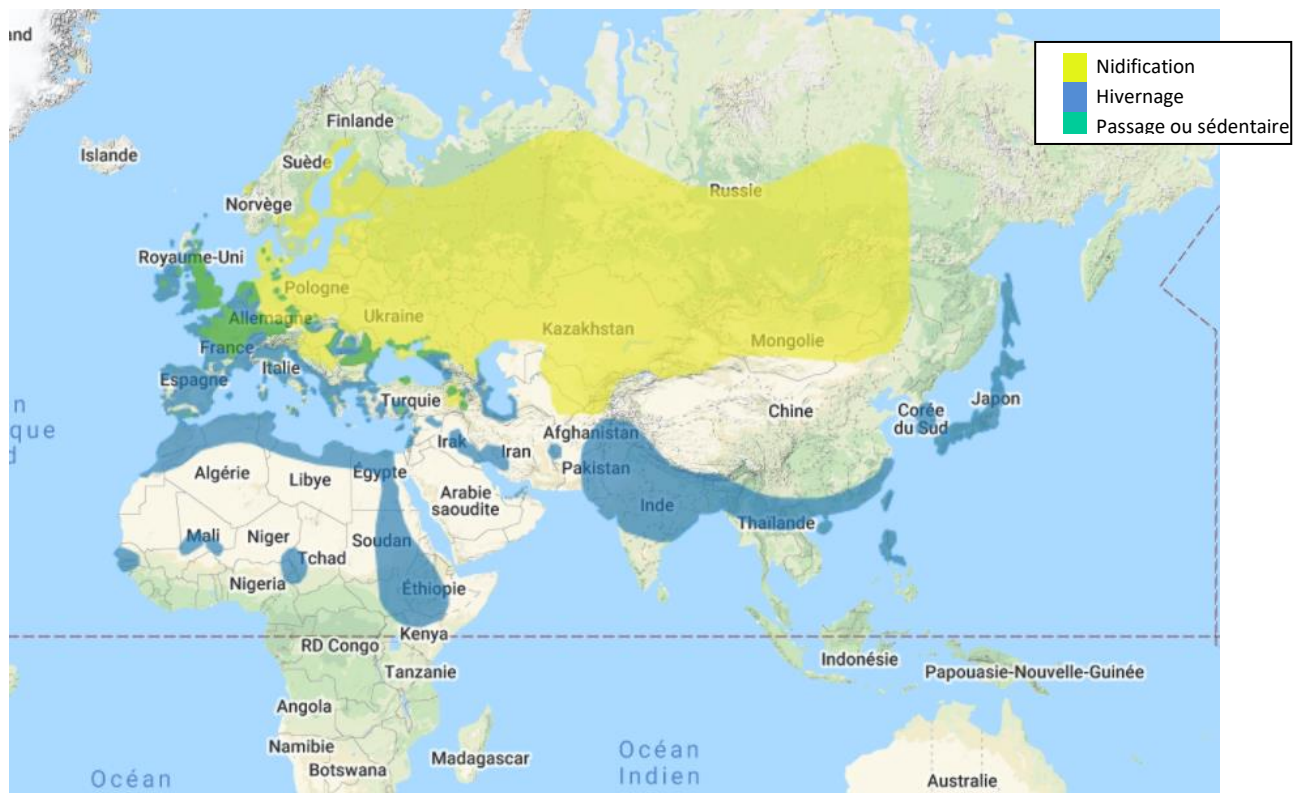 and
Nidification
Hivernage
Passage ou sédentaire
Finlande
Islande
Suède
Russie
Norvège
Royaume-Uni
Pologne
Allemagne
Ukraine
Kazakhstan
Mongolie
France
Italie
Espagne
Turquie
Chine
Japon
Corée
du Sud
n
que
d
Irak
Iran
Afghanistan
Pakistan
Algérie
Libye
Égypte
Arabie
saoudite
Inde
Thaïlande
Mali
Niger
Tchad
Soudan
Nigeria
Éthiopie
Kenya
RD Congo
Tanzanie
Indonésie
Papouasie-Nouvelle-Guinée
Angola
Namibie
Botswana
Madagascar
Océan
Indien
Océan
Australie